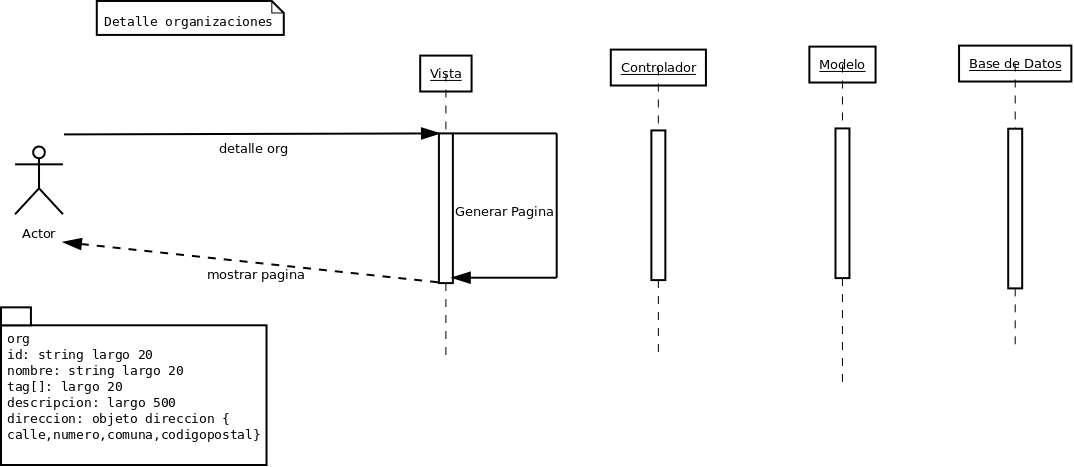 Detalle organizaciones
Vista
Controlador
Modelo
Base de Datos
detalle org
Generar Pagina
Actor
mostrar pagina
org
id: string largo 20
nombre: string largo 20
tag[]: largo 20
descripcion: largo 500
direccion: objeto direccion {
calle,numero,comuna,codigopostal}